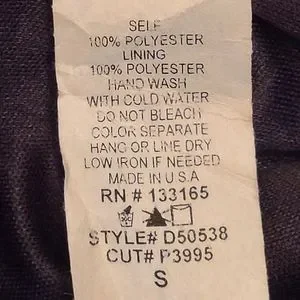 SELF
100% POLYESTER
LINING
100% POLYESTER
HAND WASH
WITH COLD WATER
DO NOT BLEACH
COLOR SEPARATE
HANG OR LINE DRY
LOW IRON IF NEEDED
MADE IN U.S.A
RN # 133165
STYLE# D50538
CUT# P3995
S